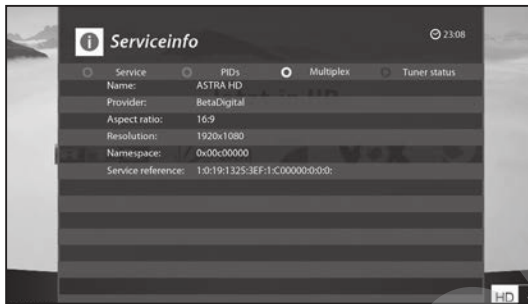 Serviceinfo
23:08
Service PIDs Multiplex Tuner status
Name: ASTRA HD
Provider: BetaDigital
Aspect ratio: 16:9
Resolution: 1920x1080
Namespace: 0x00c00000
Service reference: 1:0:19:1325:3EF:1:C00000:0:0:0:
HD